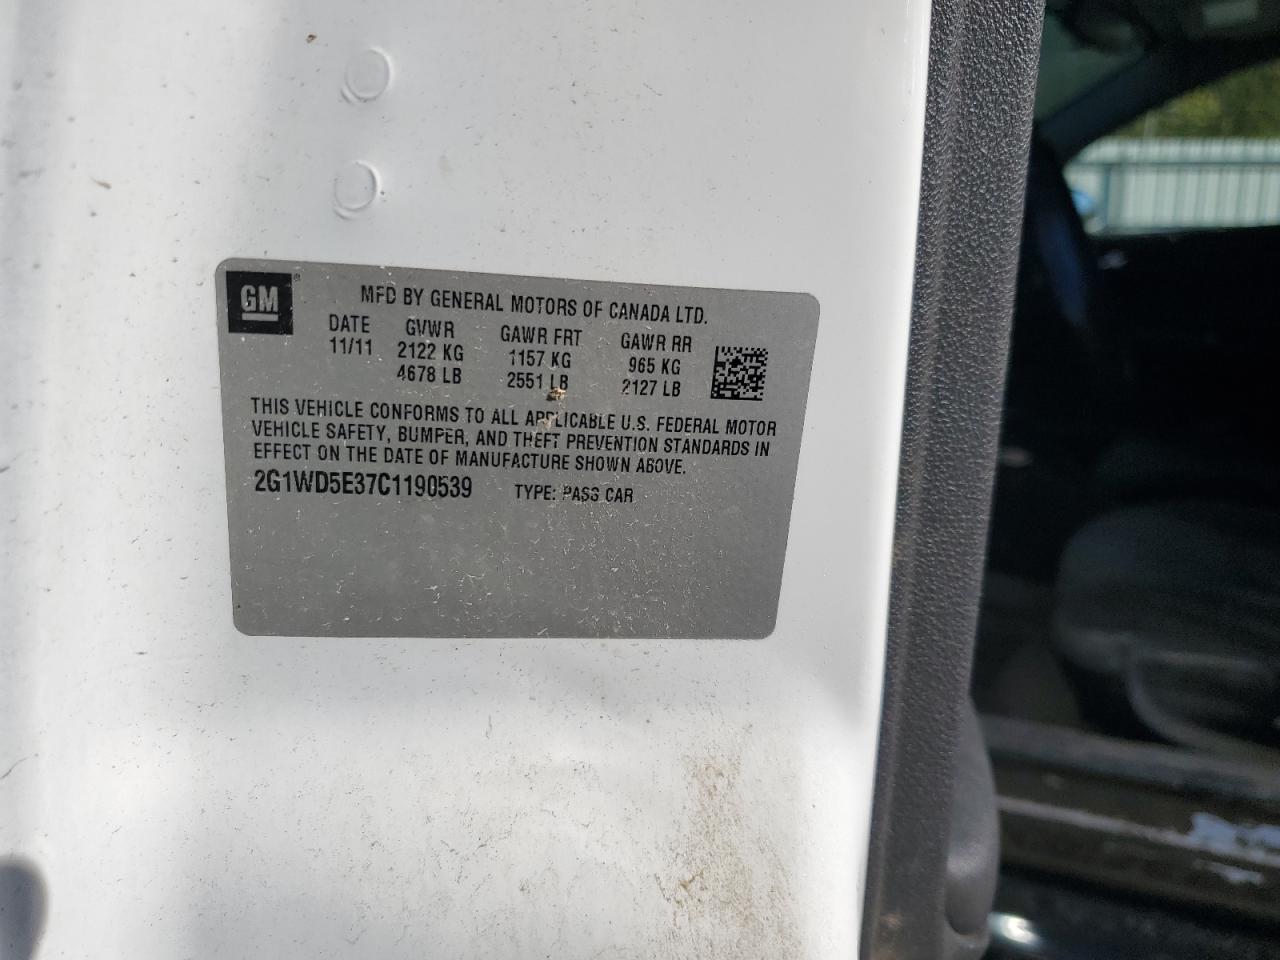 GM ®
MFD BY GENERAL MOTORS OF CANADA LTD.
DATE GVWR GAWR FRT GAWR RR
11/11 2122 KG 1157 KG 965 KG
4678 LB 2551 LB 2127 LB
THIS VEHICLE CONFORMS TO ALL APPLICABLE U.S. FEDERAL MOTOR
VEHICLE SAFETY, BUMPER, AND THEFT PREVENTION STANDARDS IN
EFFECT ON THE DATE OF MANUFACTURE SHOWN ABOVE.
2G1WD5E37C1190539 TYPE: PASS CAR